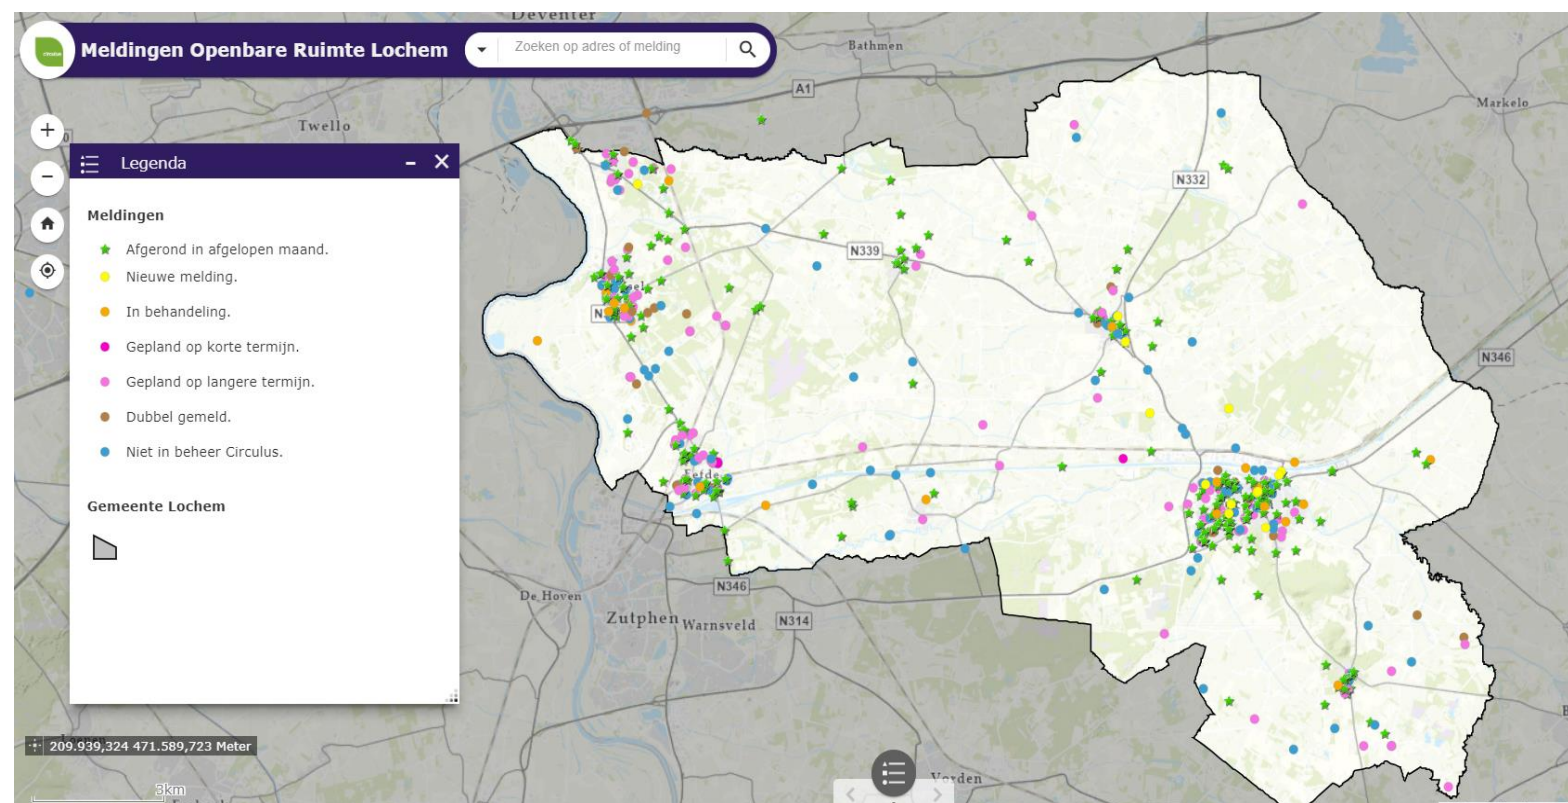 Deventer
Meldingen Openbare Ruimte Lochem
Zoeken op adres of melding
Bathmen
A1
Markelo
Twello
Legenda
N332
Meldingen
Afgerond in afgelopen maand.
N339
Nieuwe melding.
In behandeling.
Gepland op korte termijn.
N346
Gepland op langere termijn.
Dubbel gemeld.
Niet in beheer Circulus.
Eefde
Gemeente Lochem
N346
De Hoven
Zutphen
Warnsveld
N314
209.939,324 471.589,723 Meter
Vorden
3km